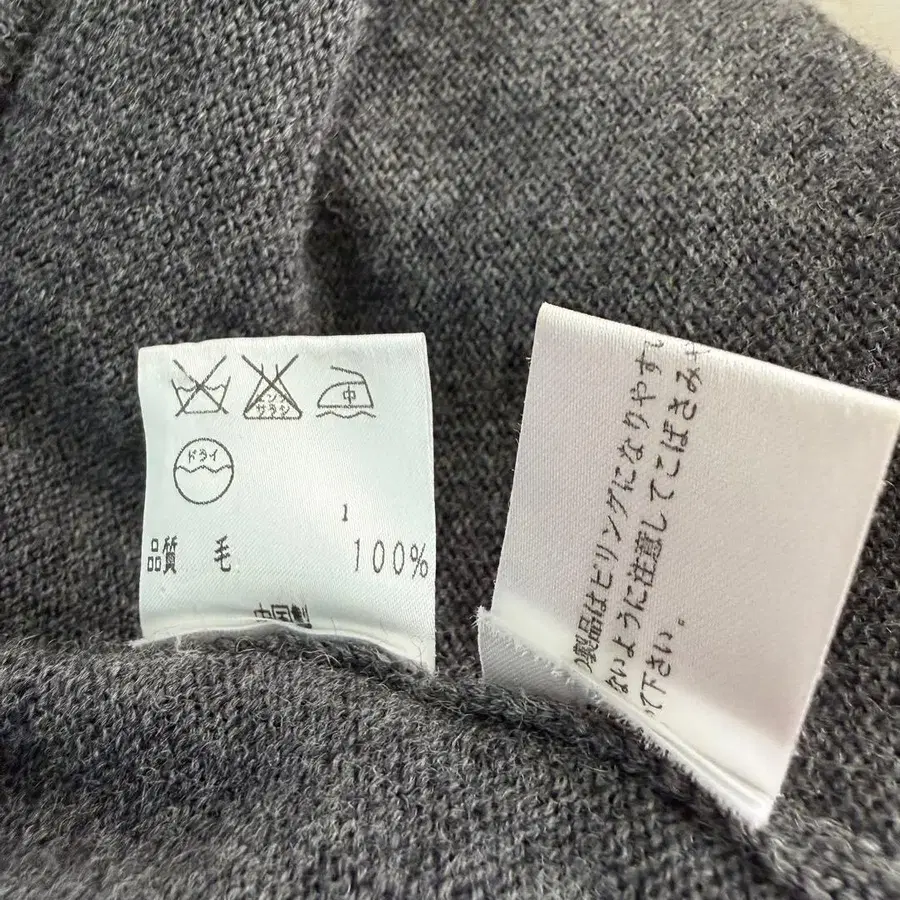 エンソ
サラシ
中
ドライ
1
品質 毛 100%
中国製
製品はピリングになりやすい
ないように注意してこばさみ
て下さい。